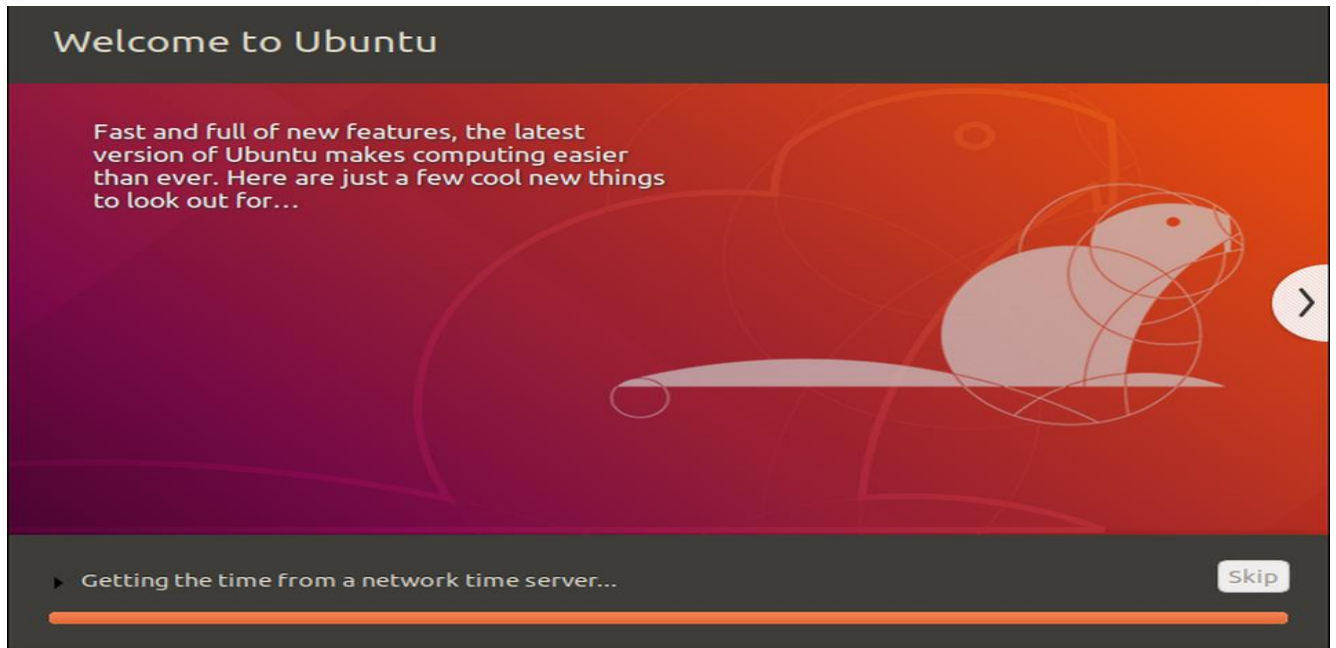 Welcome to Ubuntu
Fast and full of new features, the latest
version of Ubuntu makes computing easier
than ever. Here are just a few cool new things
to look out for...
Getting the time from a network time server...
Skip